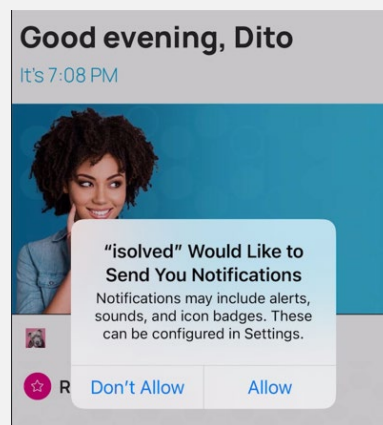 Good evening, Dito
It's 7:08 PM
“isolved” Would Like to
Send You Notifications
Notifications may include alerts,
sounds, and icon badges. These
can be configured in Settings.
R
Don't Allow
Allow